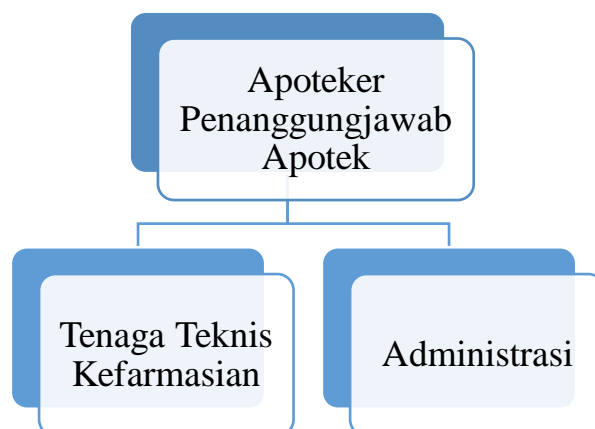 Apoteker
Penanggungjawab
Apotek
Tenaga Teknis
Kefarmasian
Administrasi